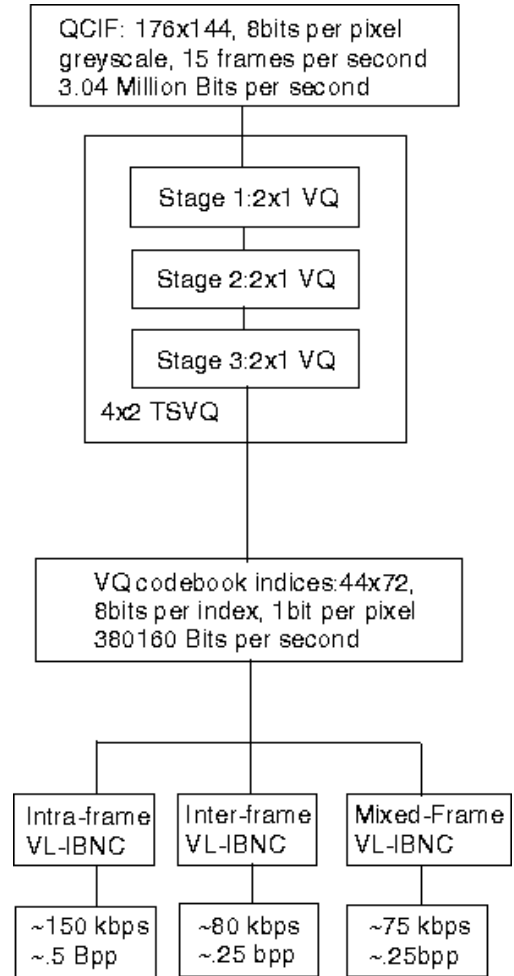 QCIF: 176x144, 8bits per pixel
greyscale, 15 frames per second
3.04 Million Bits per second
Stage 1:2x1 VQ
Stage 2:2x1 VQ
Stage 3:2x1 VQ
4x2 TSVQ
VQ codebook indices:44x72,
8bits per index, 1bit per pixel
380160 Bits per second
Intra-frame
VL-IBNC
Inter-frame
VL-IBNC
Mixed-Frame
VL-IBNC
~150 kbps
~.5 Bpp
~80 kbps
~.25 bpp
~75 kbps
~.25bpp